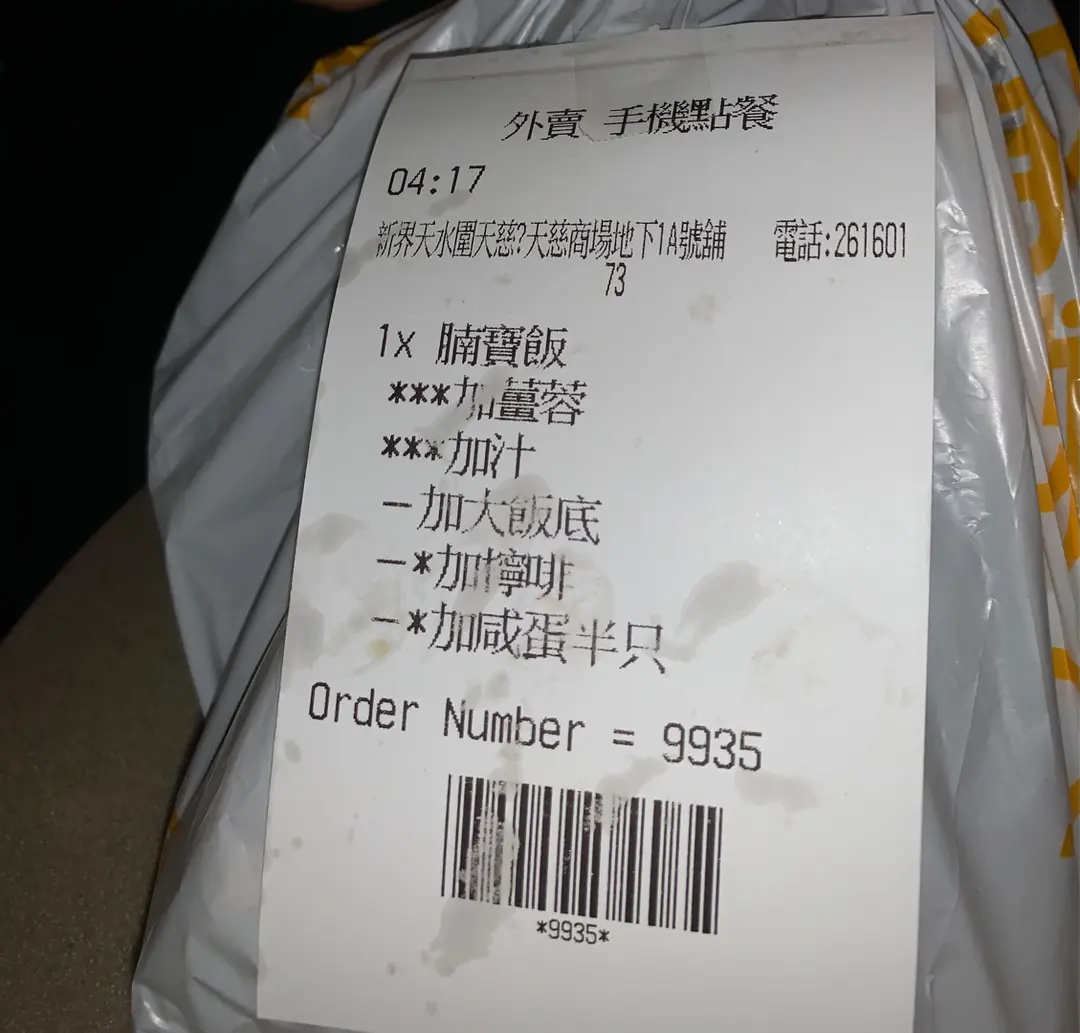 外賣 手機點餐
04:17
新界天水圍天慈?天慈商場地下1A號舖 電話:261601
73
1x 腩寶飯
***加薑蓉
***加汁
-加大飯底
-*加檸啡
-*加咸蛋半只
Order Number = 9935
*9935*